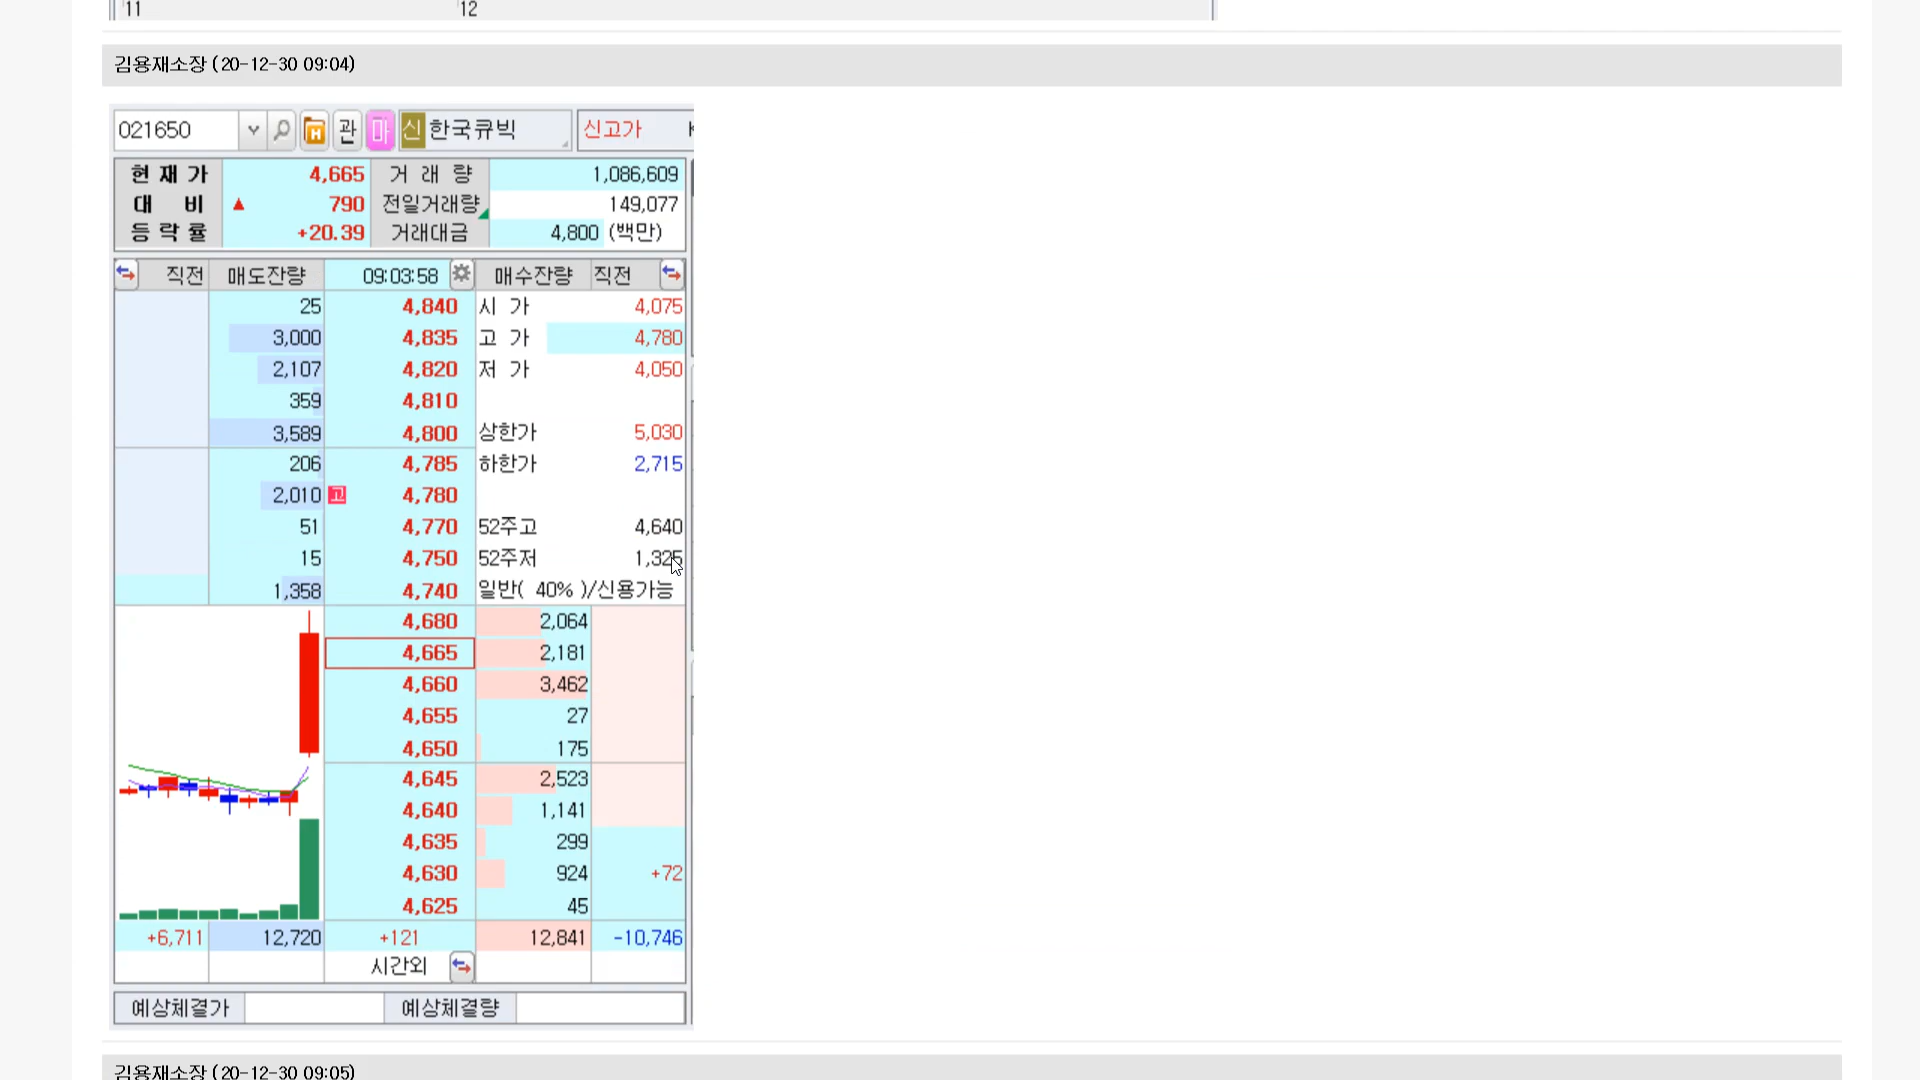 11 12
김용재소장 (20-12-30 09:04)
021650 관 마 신 한국큐빅 신고가
현 재 가 4,665 거 래 량 1,086,609
대 비 ▲ 790 전일거래량 149,077
등 락 률 +20.39 거래대금 4,800 (백만)
직전 매도잔량 09:03:58 매수잔량 직전
25 4,840 시 가 4,075
3,000 4,835 고 가 4,780
2,107 4,820 저 가 4,050
359 4,810
3,589 4,800 상한가 5,030
206 4,785 하한가 2,715
2,010 고 4,780
51 4,770 52주고 4,640
15 4,750 52주저 1,325
1,358 4,740 일반( 40% )/신용가능
4,680 2,064
4,665 2,181
4,660 3,462
4,655 27
4,650 175
4,645 2,523
4,640 1,141
4,635 299
4,630 924 +72
4,625 45
+6,711 12,720 +121 12,841 -10,746
시간외
예상체결가 예상체결량
김용재소장 (20-12-30 09:05)